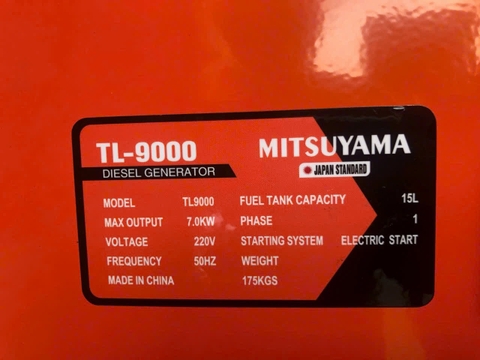 TL-9000
DIESEL GENERATOR
MITSUYAMA
JAPAN STANDARD
MODEL TL9000
MAX OUTPUT 7.0KW
VOLTAGE 220V
FREQUENCY 50HZ
MADE IN CHINA
FUEL TANK CAPACITY 15L
PHASE 1
STARTING SYSTEM ELECTRIC START
WEIGHT
175KGS